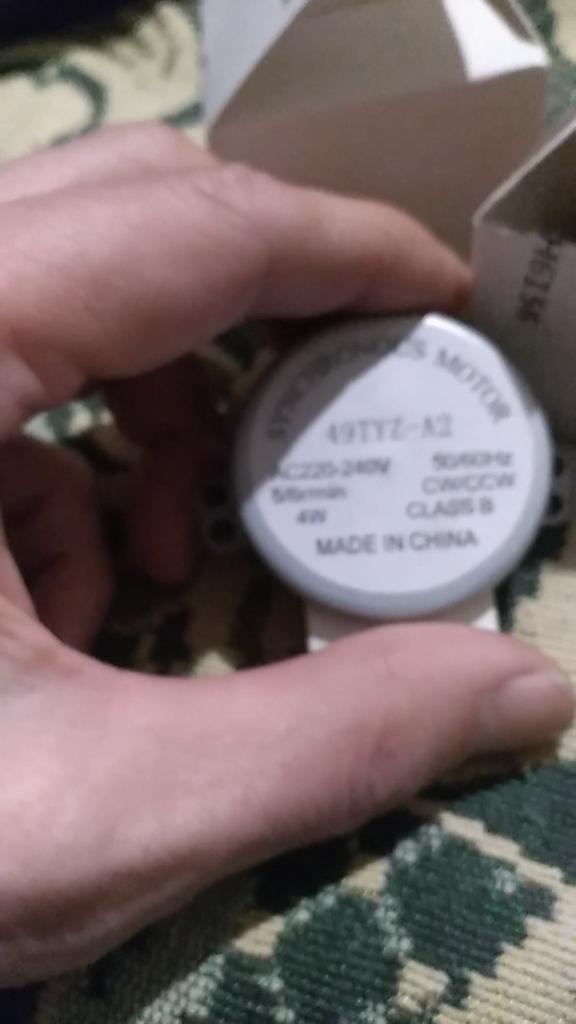 SYNCHRONOUS MOTOR
49TYZ-A2
AC220-240V 50/60Hz
5/6r/min CW/CCW
4W CLASS B
MADE IN CHINA